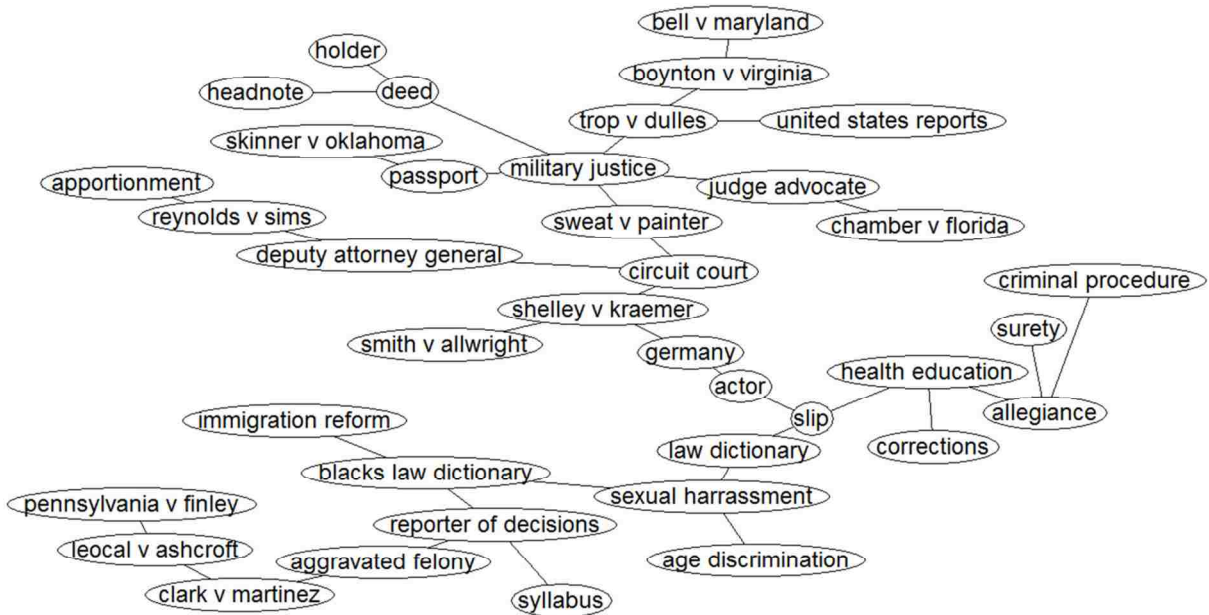 bell v maryland
holder
boynton v virginia
headnote
deed
trop v dulles
united states reports
skinner v oklahoma
military justice
passport
judge advocate
apportionment
reynolds v sims
sweat v painter
chamber v florida
deputy attorney general
circuit court
criminal procedure
shelley v kraemer
surety
smith v allwright
germany
health education
actor
allegiance
immigration reform
slip
law dictionary
corrections
blacks law dictionary
sexual harrassment
pennsylvania v finley
reporter of decisions
leocal v ashcroft
aggravated felony
age discrimination
clark v martinez
syllabus